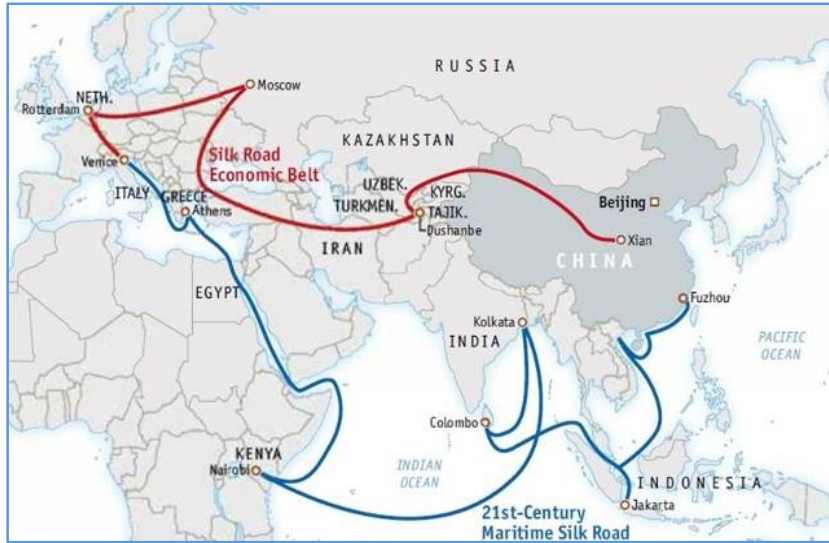 RUSSIA
Moscow
NETH.
Rotterdam
KAZAKHSTAN
Venice
Silk Road
Economic Belt
UZBEK.
KYRG.
ITALY
GREECE
TURKMEN.
TAJIK.
Beijing
Athens
Dushanbe
Xian
IRAN
CHINA
EGYPT
Fuzhou
Kolkata
INDIA
PACIFIC
OCEAN
Colombo
KENYA
Nairobi
INDIAN
OCEAN
INDONESIA
21st-Century
Maritime Silk Road
Jakarta